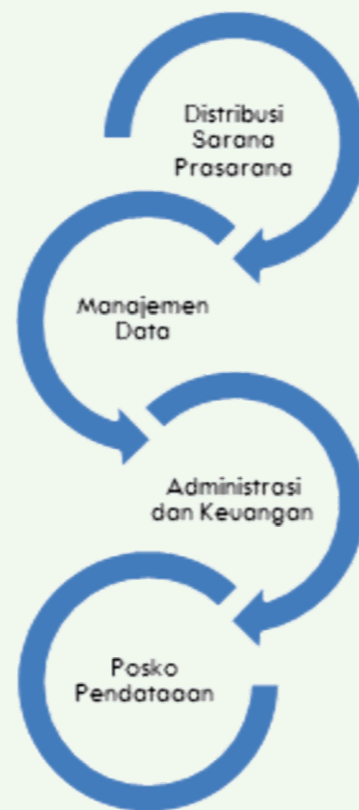 Distribusi
Sarana
Prasarana
Manajemen
Data
Administrasi
dan Keuangan
Posko
Pendataaan